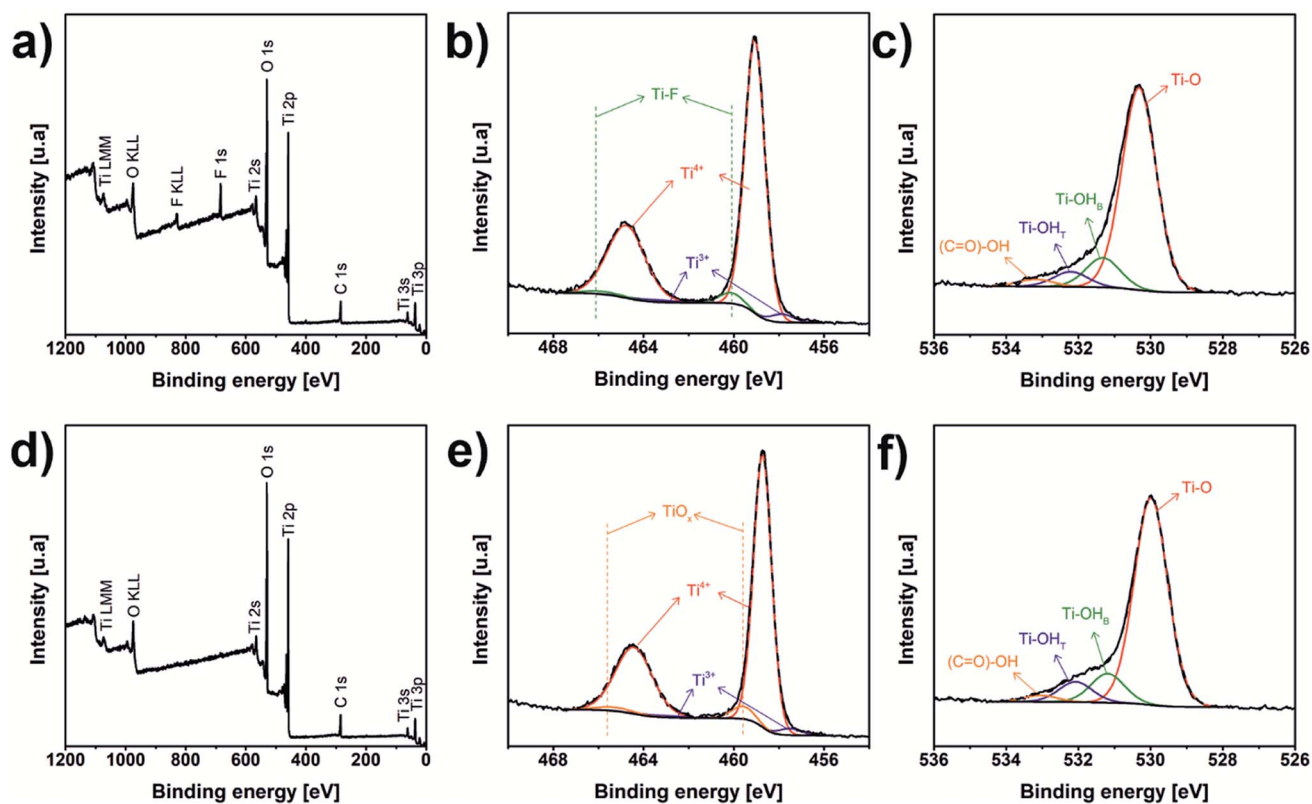 a)
Intensity [u.a]
Ti LMM
O KLL
F KLL
F 1s
Ti 2s
O 1s
Ti 2p
C 1s
Ti 3s
Ti 3p
1200 1000 800 600 400 200 0
Binding energy [eV]
b)
Intensity [u.a]
Ti-F
Ti4+
Ti3+
468 464 460 456
Binding energy [eV]
c)
Intensity [u.a]
Ti-O
Ti-OHB
Ti-OHT
(C=O)-OH
536 534 532 530 528 526
Binding energy [eV]
d)
Intensity [u.a]
Ti LMM
O KLL
Ti 2s
O 1s
Ti 2p
C 1s
Ti 3s
Ti 3p
1200 1000 800 600 400 200 0
Binding energy [eV]
e)
Intensity [u.a]
TiOx
Ti4+
Ti3+
468 464 460 456
Binding energy [eV]
f)
Intensity [u.a]
Ti-O
Ti-OHB
Ti-OHT
(C=O)-OH
536 534 532 530 528 526
Binding energy [eV]